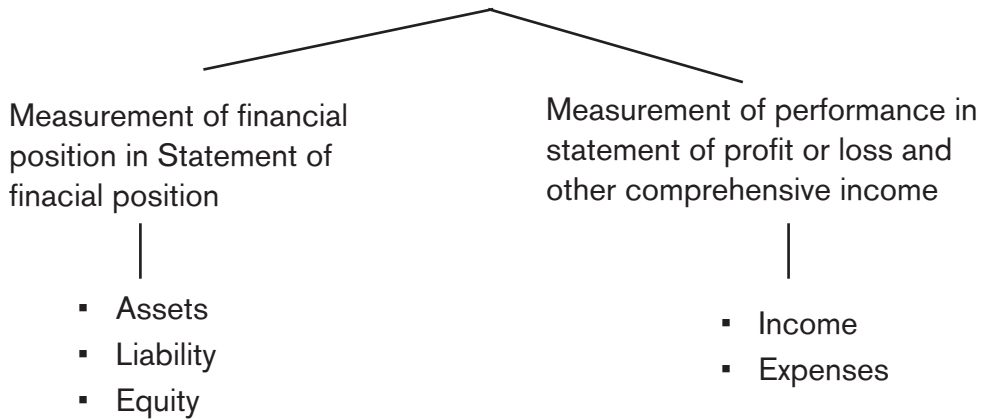 Measurement of financial
position in Statement of
finacial position
▪ Assets
▪ Liability
▪ Equity
Measurement of performance in
statement of profit or loss and
other comprehensive income
▪ Income
▪ Expenses